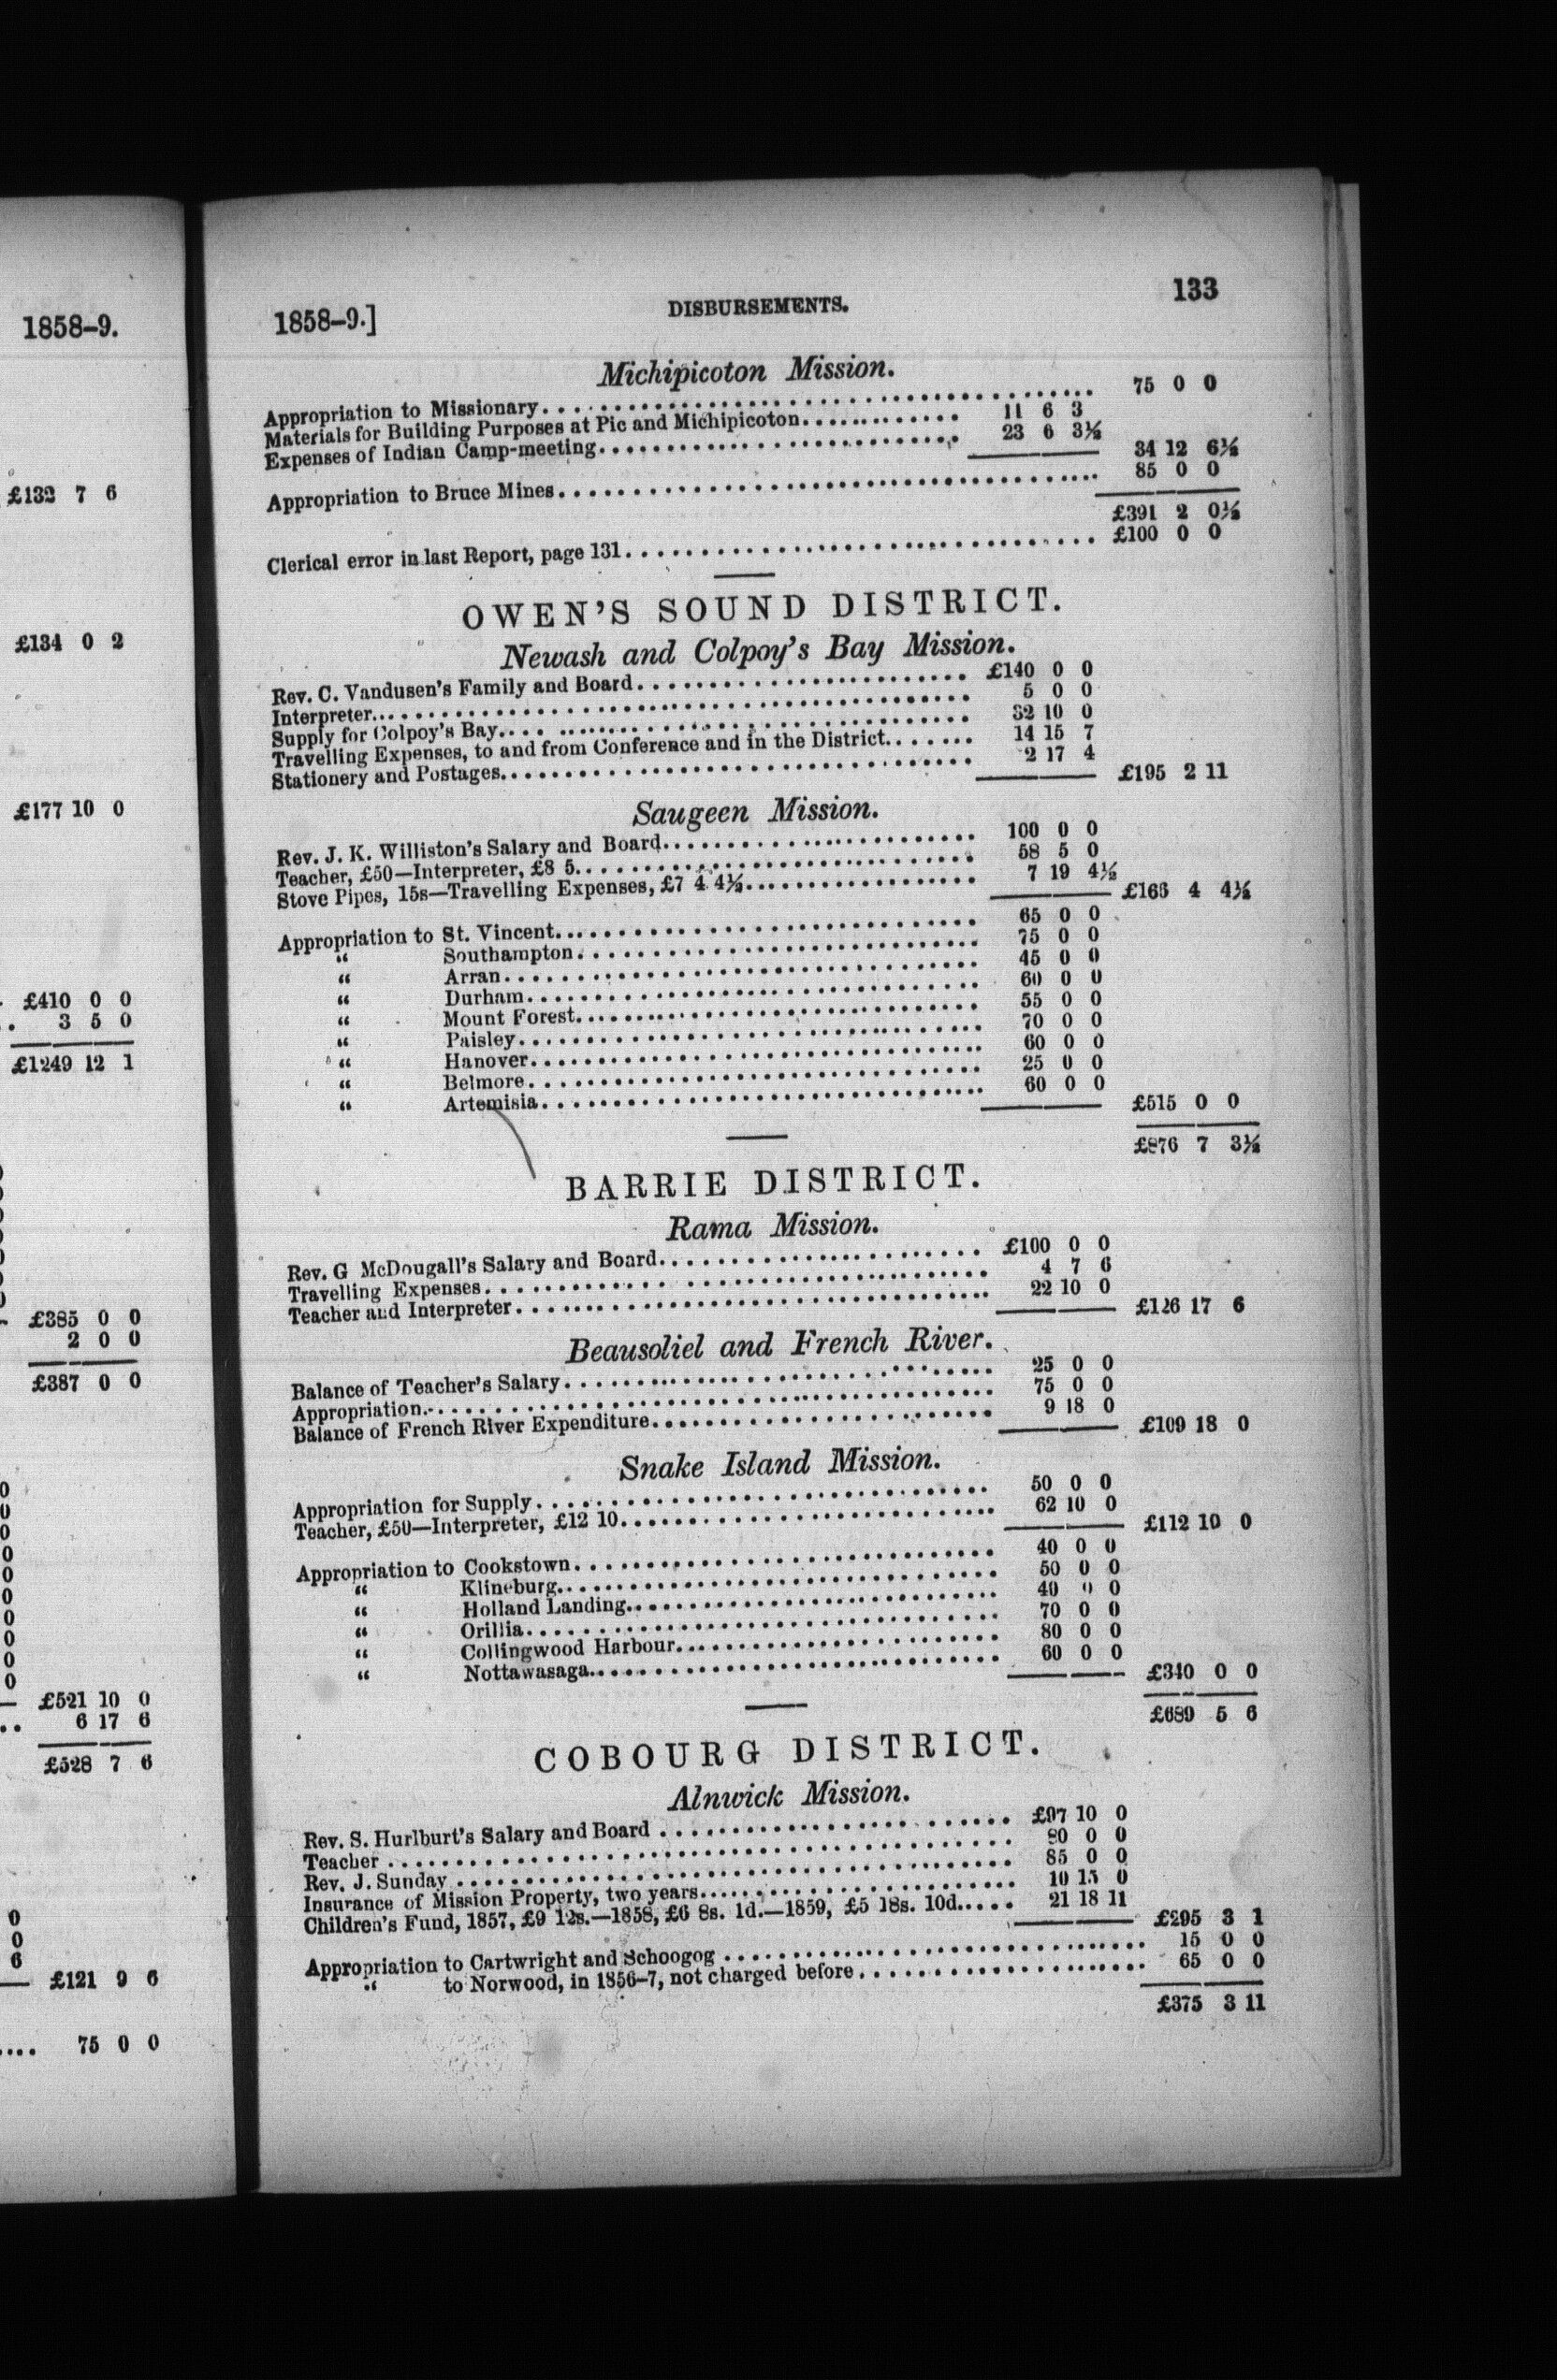 1858–9.
£132 7 6
£134 0 2
£177 10 0
£410 0 0
3 5 0
£1249 12 1
£385 0 0
2 0 0
£387 0 0
£521 10 0
6 17 6
£528 7 6
£121 9 6
75 0 0
1858–9.] DISBURSEMENTS. 133
Michipicoton Mission.
Appropriation to Missionary 75 0 0
Materials for Building Purposes at Pic and Michipicoton 11 6 3
Expenses of Indian Camp-meeting 23 6 3½
34 12 6½
Appropriation to Bruce Mines 85 0 0
£391 2 0½
Clerical error in last Report, page 131 £100 0 0
OWEN'S SOUND DISTRICT.
Newash and Colpoy's Bay Mission.
Rev. C. Vandusen's Family and Board £140 0 0
Interpreter 5 0 0
Supply for Colpoy's Bay 32 10 0
Travelling Expenses, to and from Conference and in the District 14 15 7
Stationery and Postages 2 17 4
£195 2 11
Saugeen Mission.
Rev. J. K. Williston's Salary and Board 100 0 0
Teacher, £50—Interpreter, £8 5 58 5 0
Stove Pipes, 15s—Travelling Expenses, £7 4 4½ 7 19 4½
£166 4 4½
Appropriation to St. Vincent 65 0 0
“ Southampton 75 0 0
“ Arran 45 0 0
“ Durham 60 0 0
“ Mount Forest 55 0 0
“ Paisley 70 0 0
“ Hanover 60 0 0
“ Belmore 25 0 0
“ Artemisia 60 0 0
£515 0 0
£876 7 3½
BARRIE DISTRICT.
Rama Mission.
Rev. G McDougall's Salary and Board £100 0 0
Travelling Expenses 4 7 6
Teacher and Interpreter 22 10 0
£126 17 6
Beausoliel and French River.
Balance of Teacher's Salary 25 0 0
Appropriation 75 0 0
Balance of French River Expenditure 9 18 0
£109 18 0
Snake Island Mission.
Appropriation for Supply 50 0 0
Teacher, £50—Interpreter, £12 10 62 10 0
£112 10 0
Appropriation to Cookstown 40 0 0
“ Klineburg 50 0 0
“ Holland Landing 40 0 0
“ Orillia 70 0 0
“ Collingwood Harbour 80 0 0
“ Nottawasaga 60 0 0
£340 0 0
£689 5 6
COBOURG DISTRICT.
Alnwick Mission.
Rev. S. Hurlburt's Salary and Board £97 10 0
Teacher 80 0 0
Rev. J. Sunday 85 0 0
Insurance of Mission Property, two years 10 15 0
Children's Fund, 1857, £9 12s.—1858, £6 8s. 1d.—1859, £5 18s. 10d 21 18 11
£295 3 1
Appropriation to Cartwright and Schoogog 15 0 0
“ to Norwood, in 1856–7, not charged before 65 0 0
£375 3 11